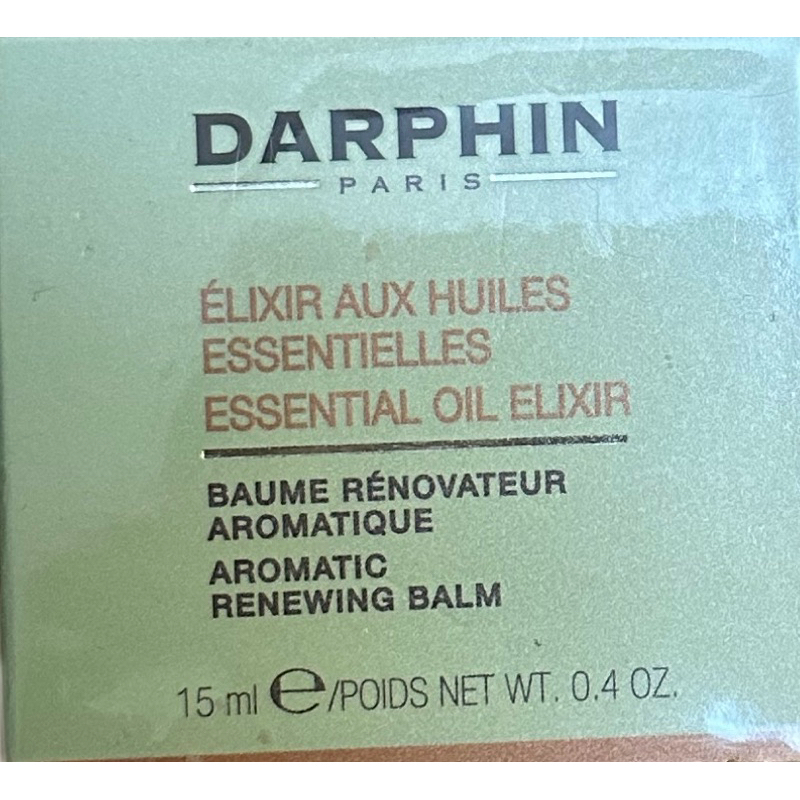 DARPHIN
PARIS
ÉLIXIR AUX HUILES
ESSENTIELLES
ESSENTIAL OIL ELIXIR
BAUME RÉNOVATEUR
AROMATIQUE
AROMATIC
RENEWING BALM
15 ml ℮/POIDS NET WT. 0.4 OZ.